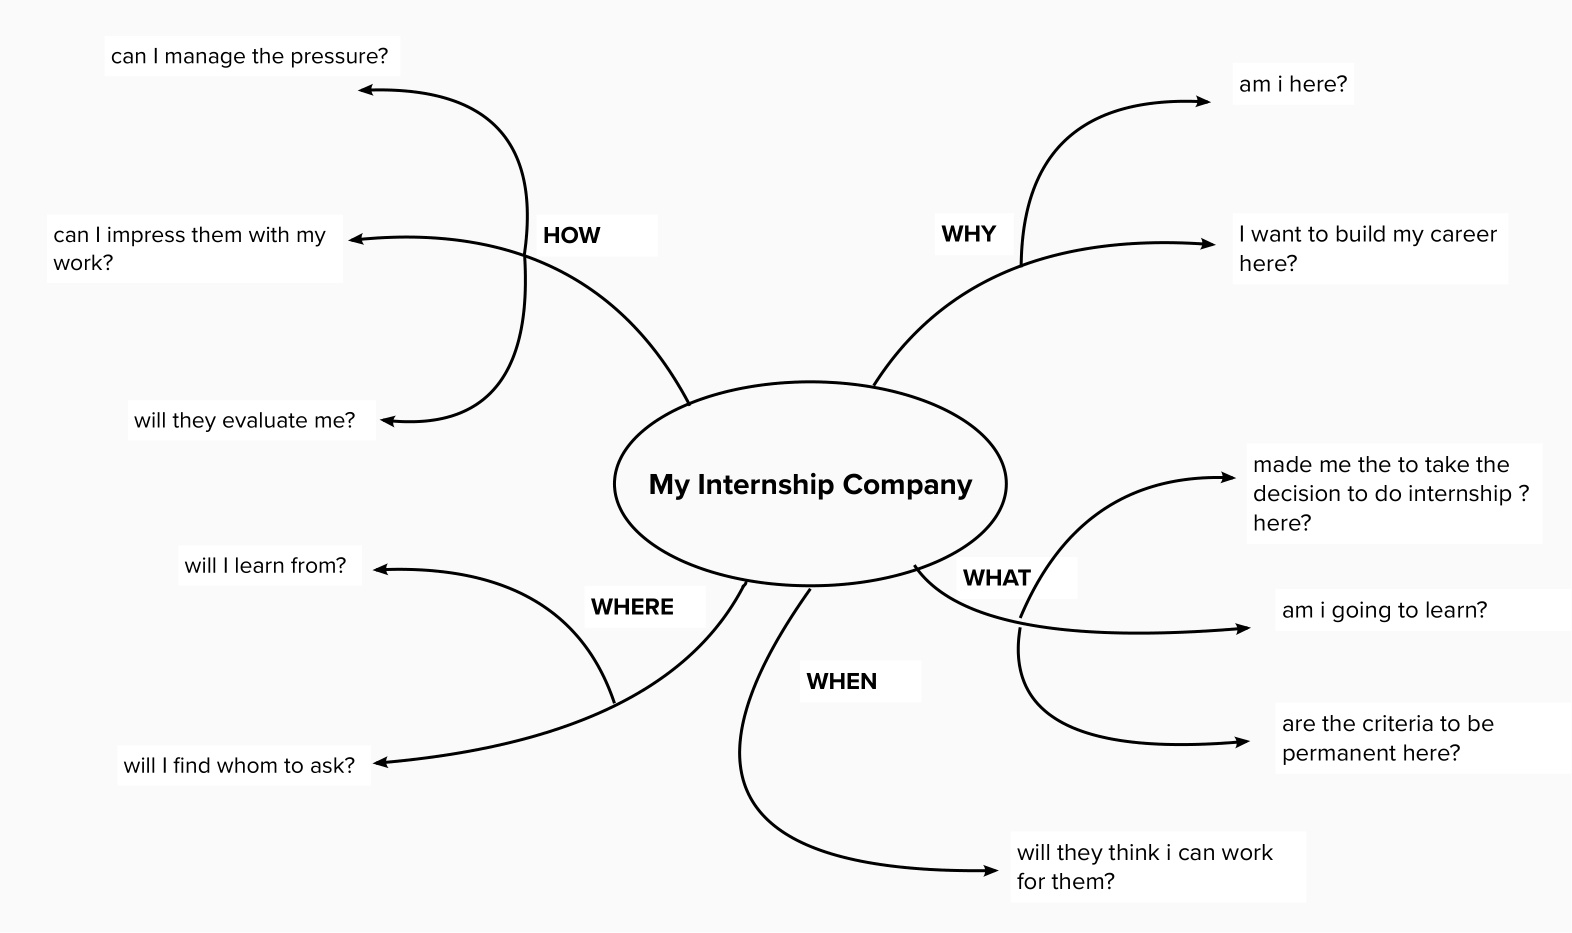 can I manage the pressure?
am i here?
HOW
can I impress them with my
work?
WHY
I want to build my career
here?
will they evaluate me?
My Internship Company
made me the to take the
decision to do internship ?
here?
will I learn from?
WHERE
WHAT
am i going to learn?
will I find whom to ask?
WHEN
are the criteria to be
permanent here?
will they think i can work
for them?